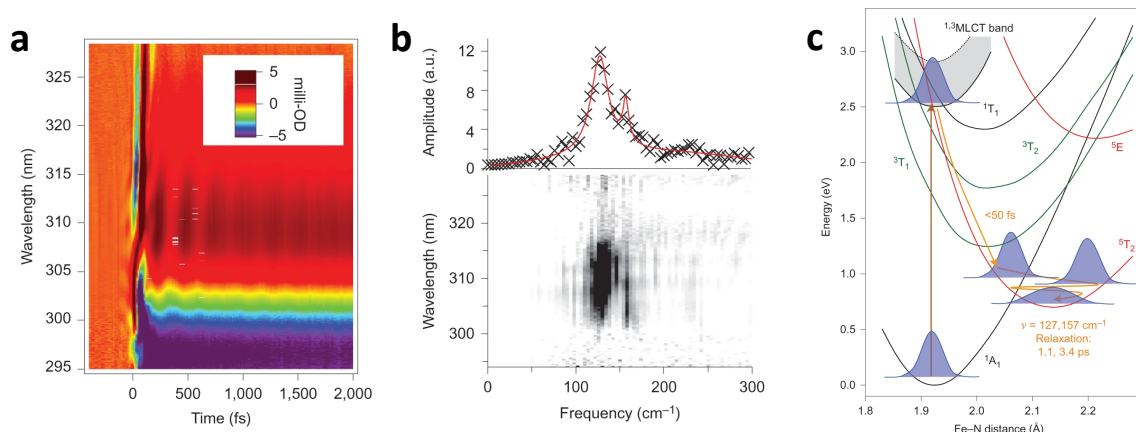 a
Wavelength (nm)
325
320
315
310
305
300
295
0
500
1,000
1,500
2,000
Time (fs)
5
0
–5
milli-OD
b
Amplitude (a.u.)
12
8
4
0
Wavelength (nm)
320
310
300
0
100
200
300
Frequency (cm⁻¹)
c
Energy (eV)
3.0
2.5
2.0
1.5
1.0
0.5
0.0
1.8
1.9
2.0
2.1
2.2
Fe–N distance (Å)
¹,³MLCT band
¹T₁
³T₂
⁵E
³T₁
<50 fs
⁵T₂
ν = 127,157 cm⁻¹
Relaxation:
1.1, 3.4 ps
¹A₁